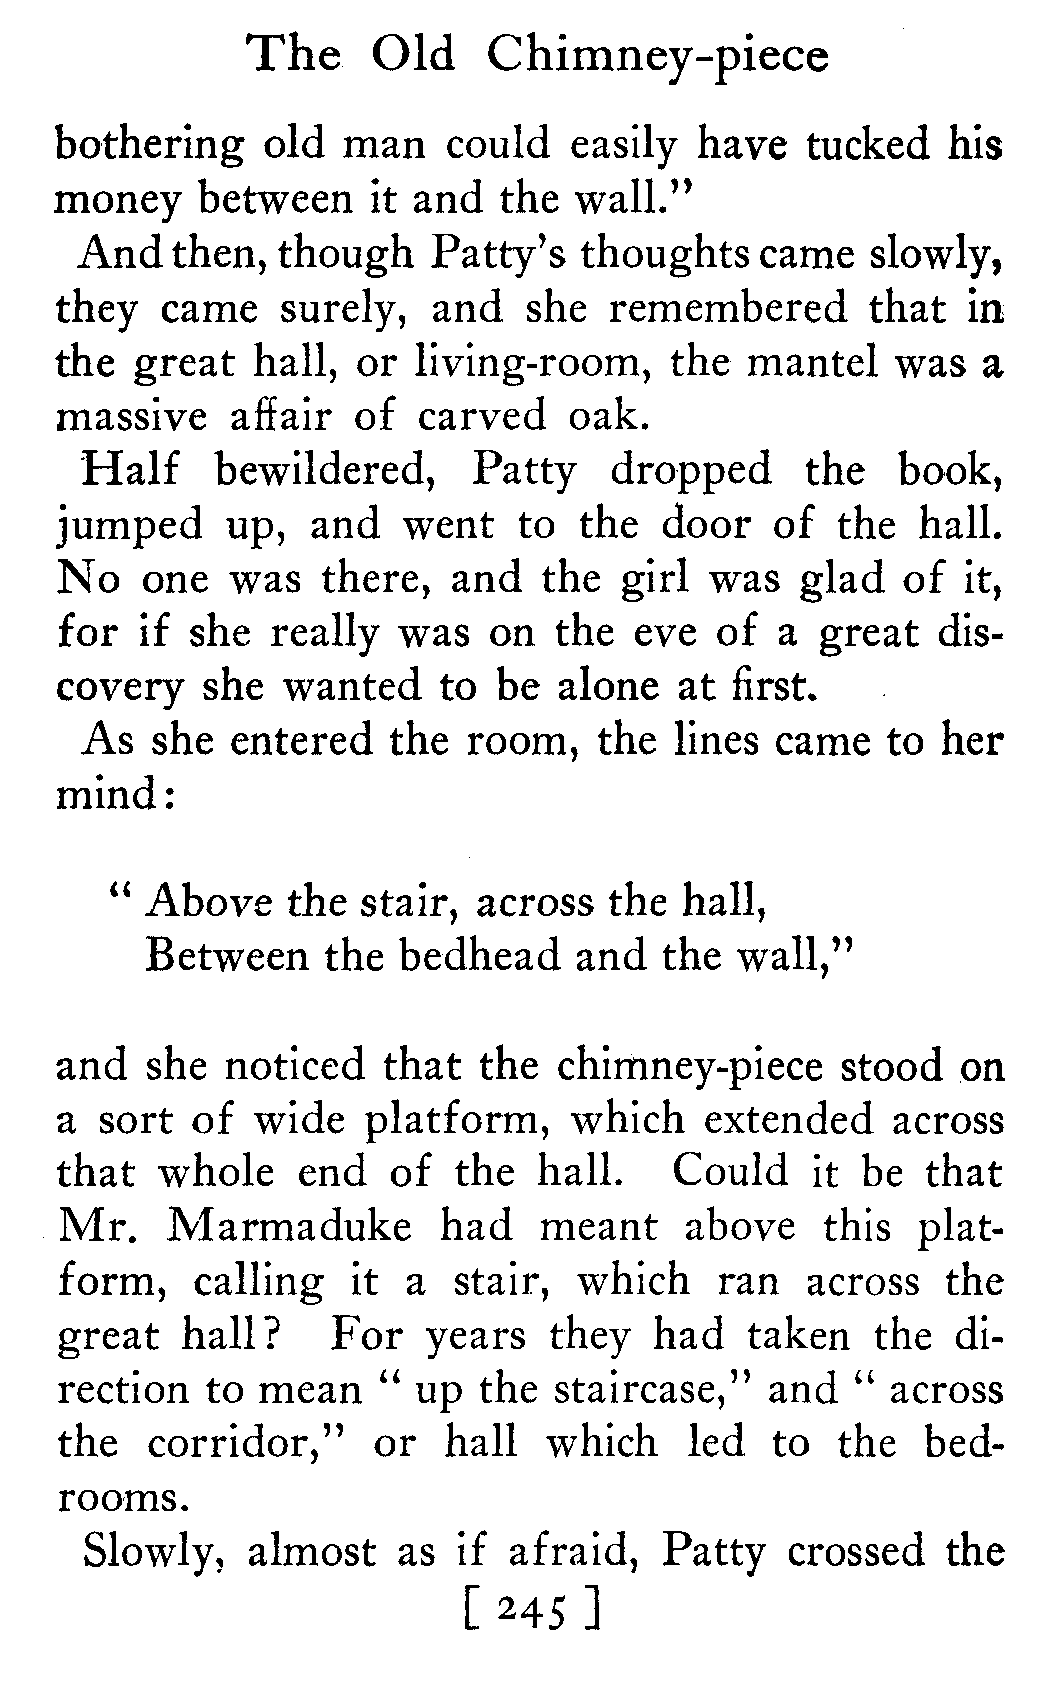 The Old Chimney-piece
bothering old man could easily have tucked his
money between it and the wall."
And then, though Patty's thoughts came slowly,
they came surely, and she remembered that in
the great hall, or living-room, the mantel was a
massive affair of carved oak.
Half bewildered, Patty dropped the book,
jumped up, and went to the door of the hall.
No one was there, and the girl was glad of it,
for if she really was on the eve of a great dis-
covery she wanted to be alone at first.
As she entered the room, the lines came to her
mind:
" Above the stair, across the hall,
Between the bedhead and the wall,"
and she noticed that the chimney-piece stood on
a sort of wide platform, which extended across
that whole end of the hall. Could it be that
Mr. Marmaduke had meant above this plat-
form, calling it a stair, which ran across the
great hall? For years they had taken the di-
rection to mean " up the staircase," and " across
the corridor," or hall which led to the bed-
rooms.
Slowly, almost as if afraid, Patty crossed the
[ 245 ]